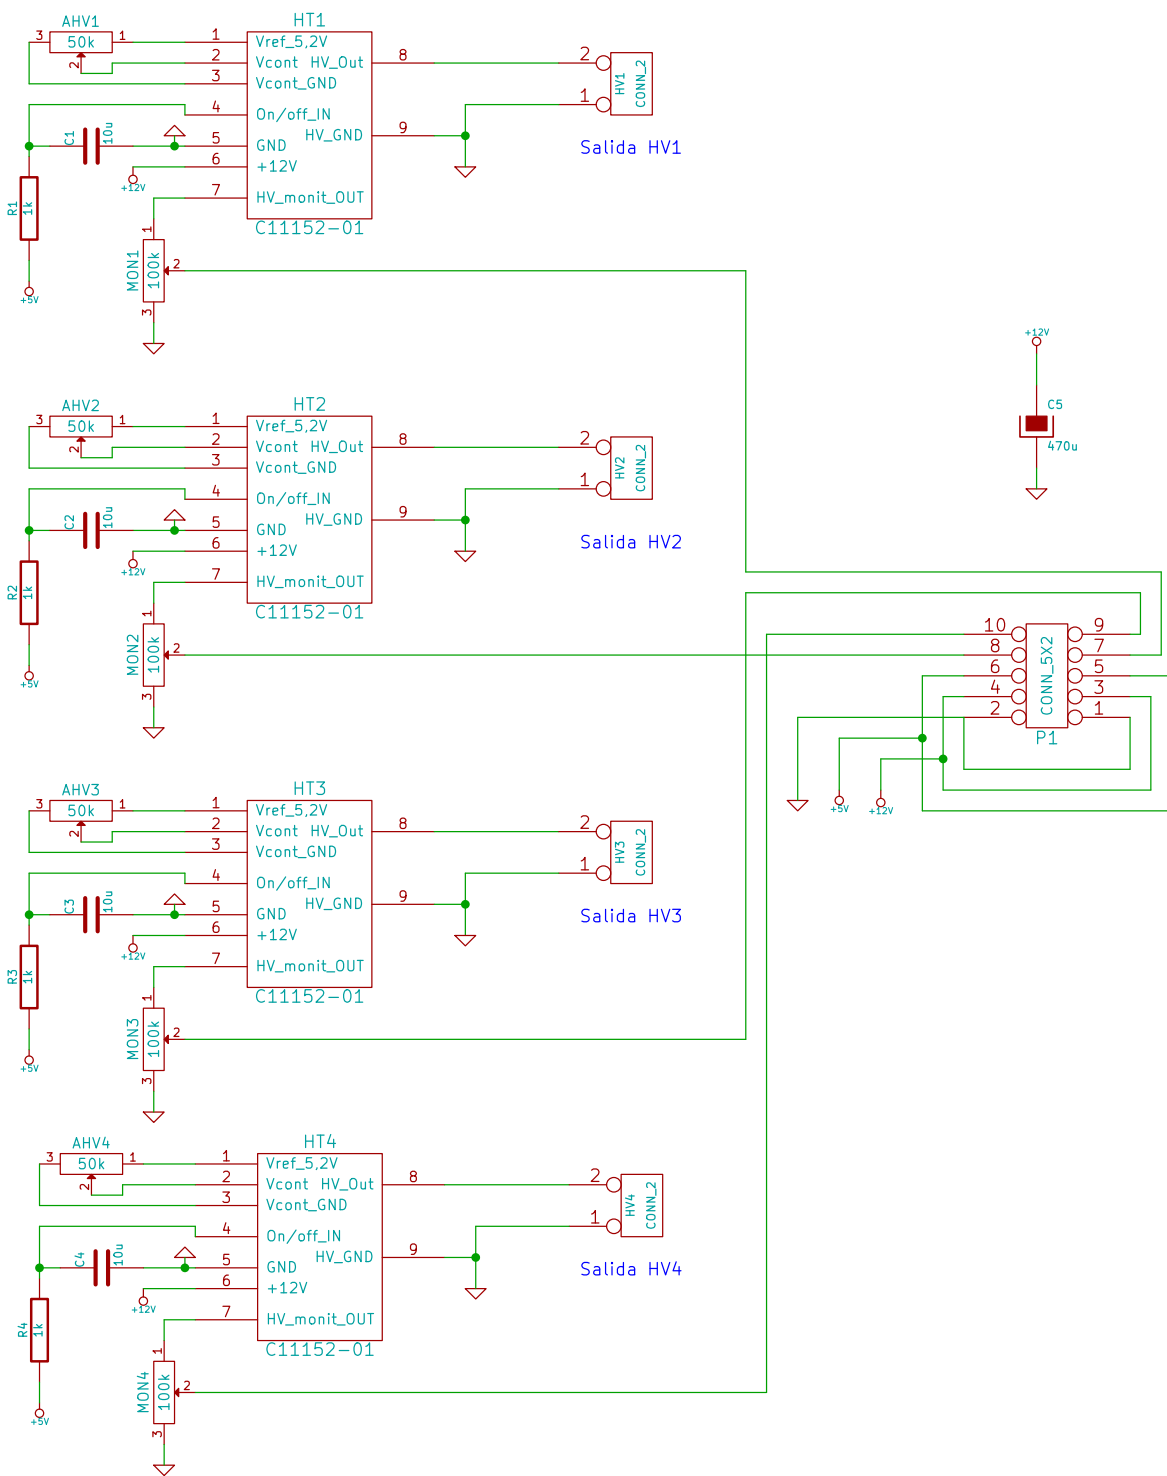 AHV1
3 50k 1
2
HT1
C11152-01
1 Vref_5,2V
2 Vcont
3 Vcont_GND
4 On/off_IN
5 GND
6 +12V
7 HV_monit_OUT
HV_Out 8
HV_GND 9
C1
10u
+12V
R1
1k
+5V
MON1
100k
1
2
3
2
1
HV1
CONN_2
Salida HV1
+12V
C5
470u
AHV2
3 50k 1
2
HT2
C11152-01
1 Vref_5,2V
2 Vcont
3 Vcont_GND
4 On/off_IN
5 GND
6 +12V
7 HV_monit_OUT
HV_Out 8
HV_GND 9
C2
10u
+12V
R2
1k
+5V
MON2
100k
1
2
3
2
1
HV2
CONN_2
Salida HV2
10 9
8 7
6 5
4 3
2 1
CONN_5X2
P1
+5V
+12V
AHV3
3 50k 1
2
HT3
C11152-01
1 Vref_5,2V
2 Vcont
3 Vcont_GND
4 On/off_IN
5 GND
6 +12V
7 HV_monit_OUT
HV_Out 8
HV_GND 9
C3
10u
+12V
R3
1k
+5V
MON3
100k
1
2
3
2
1
HV3
CONN_2
Salida HV3
AHV4
3 50k 1
2
HT4
C11152-01
1 Vref_5,2V
2 Vcont
3 Vcont_GND
4 On/off_IN
5 GND
6 +12V
7 HV_monit_OUT
HV_Out 8
HV_GND 9
C4
10u
+12V
R4
1k
+5V
MON4
100k
1
2
3
2
1
HV4
CONN_2
Salida HV4